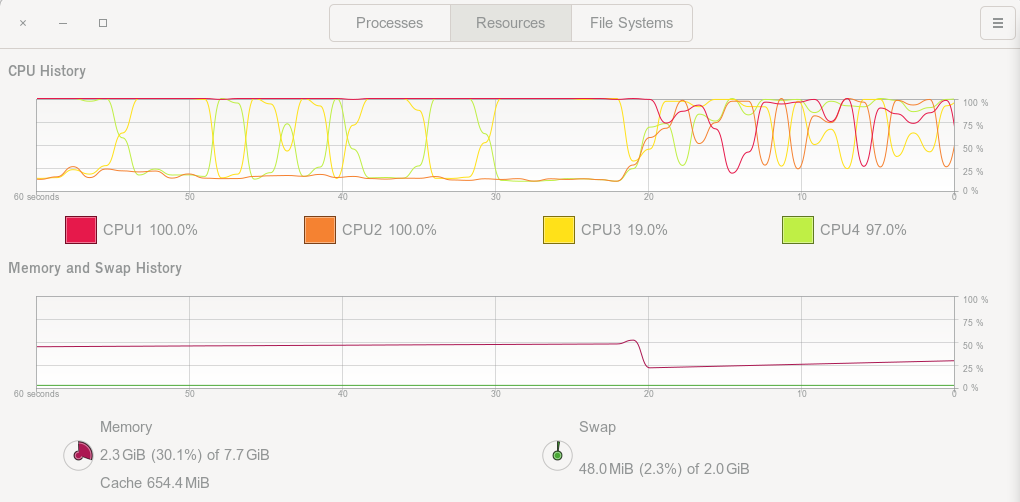 Processes Resources File Systems
CPU History
100 %
75 %
50 %
25 %
0 %
60 seconds 50 40 30 20 10 0
CPU1 100.0% CPU2 100.0% CPU3 19.0% CPU4 97.0%
Memory and Swap History
100 %
75 %
50 %
25 %
0 %
60 seconds 50 40 30 20 10 0
Memory
2.3 GiB (30.1%) of 7.7 GiB
Cache 654.4 MiB
Swap
48.0 MiB (2.3%) of 2.0 GiB